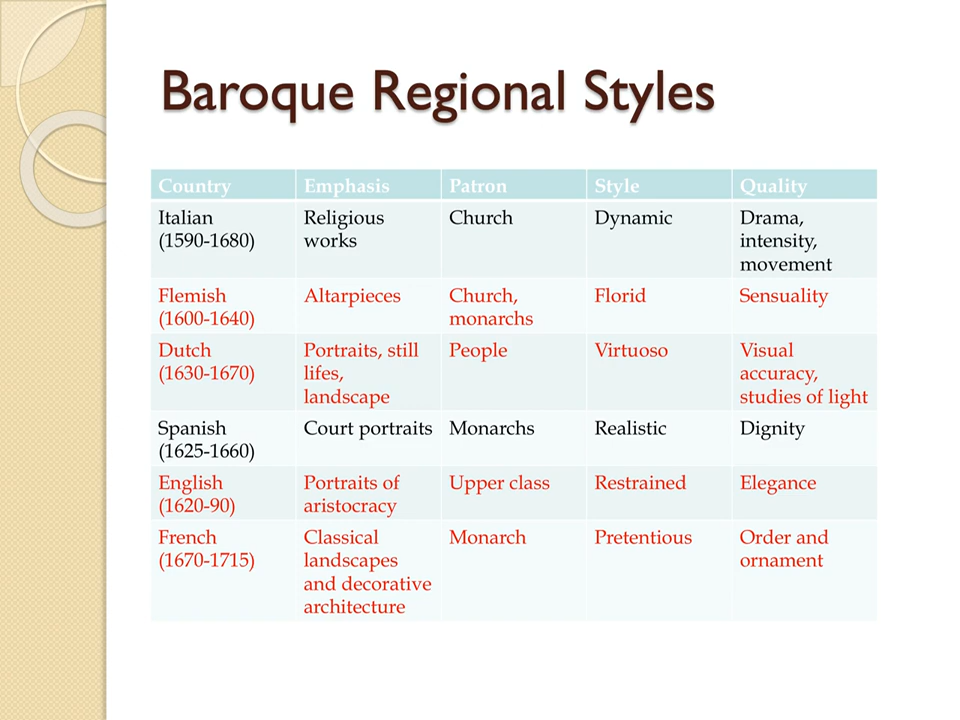 Baroque Regional Styles
Country Emphasis Patron Style Quality
Italian Religious Church Dynamic Drama,
(1590-1680) works intensity,
movement
Flemish Altarpieces Church, Florid Sensuality
(1600-1640) monarchs
Dutch Portraits, still People Virtuoso Visual
(1630-1670) lifes, accuracy,
landscape studies of light
Spanish Court portraits Monarchs Realistic Dignity
(1625-1660)
English Portraits of Upper class Restrained Elegance
(1620-90) aristocracy
French Classical Monarch Pretentious Order and
(1670-1715) landscapes ornament
and decorative
architecture